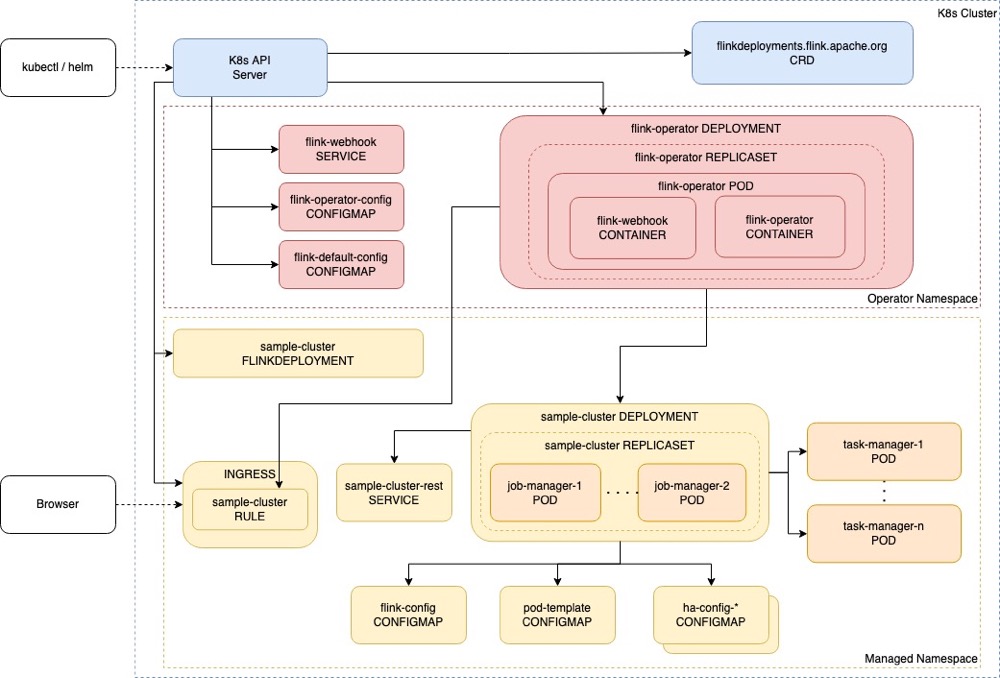 K8s Cluster
kubectl / helm
K8s API
Server
flinkdeployments.flink.apache.org
CRD
flink-webhook
SERVICE
flink-operator-config
CONFIGMAP
flink-default-config
CONFIGMAP
flink-operator DEPLOYMENT
flink-operator REPLICASET
flink-operator POD
flink-webhook
CONTAINER
flink-operator
CONTAINER
Operator Namespace
sample-cluster
FLINKDEPLOYMENT
Browser
INGRESS
sample-cluster
RULE
sample-cluster-rest
SERVICE
sample-cluster DEPLOYMENT
sample-cluster REPLICASET
job-manager-1
POD
. . . .
job-manager-2
POD
task-manager-1
POD
task-manager-n
POD
flink-config
CONFIGMAP
pod-template
CONFIGMAP
ha-config-*
CONFIGMAP
Managed Namespace